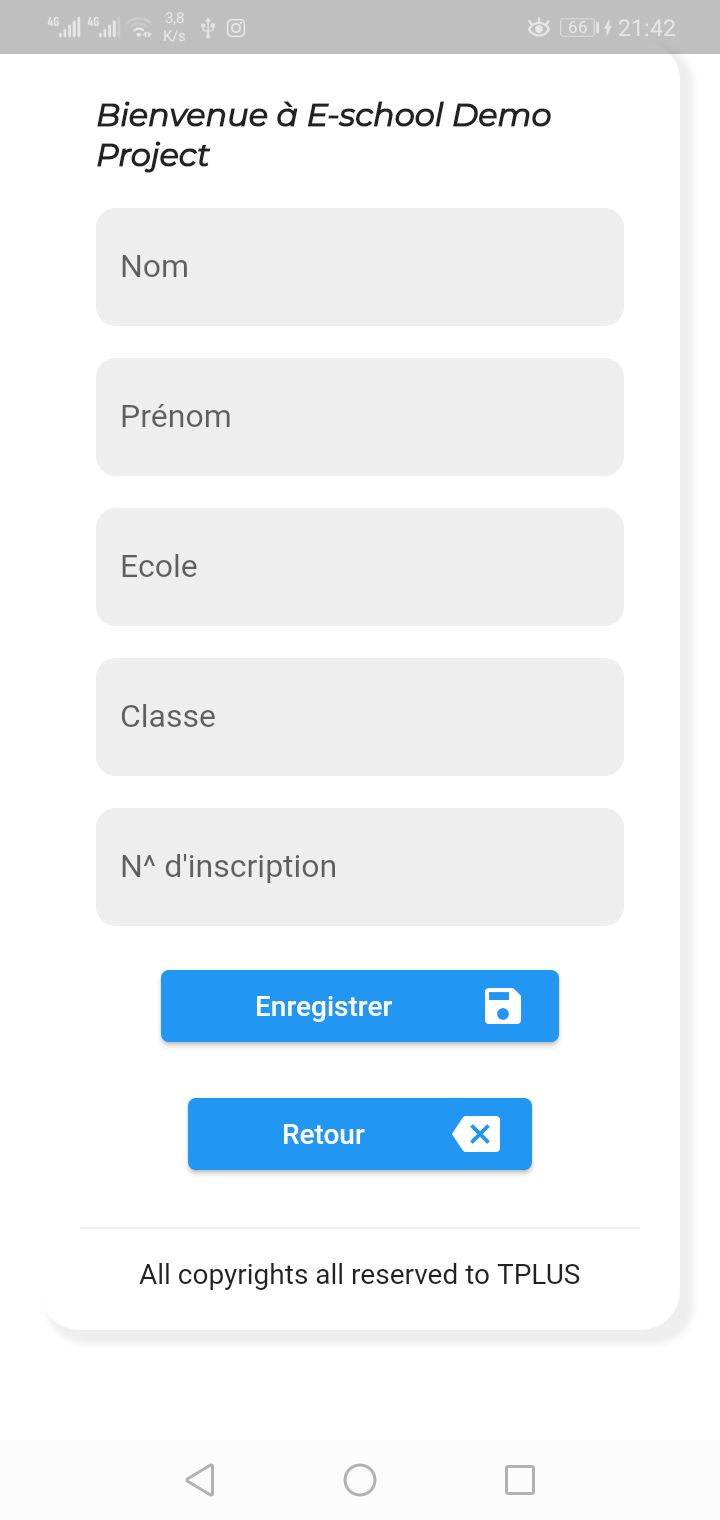 4G 4G 3,8 K/s 66 21:42
Bienvenue à E-school Demo
Project
Nom
Prénom
Ecole
Classe
N^ d'inscription
Enregistrer
Retour
All copyrights all reserved to TPLUS